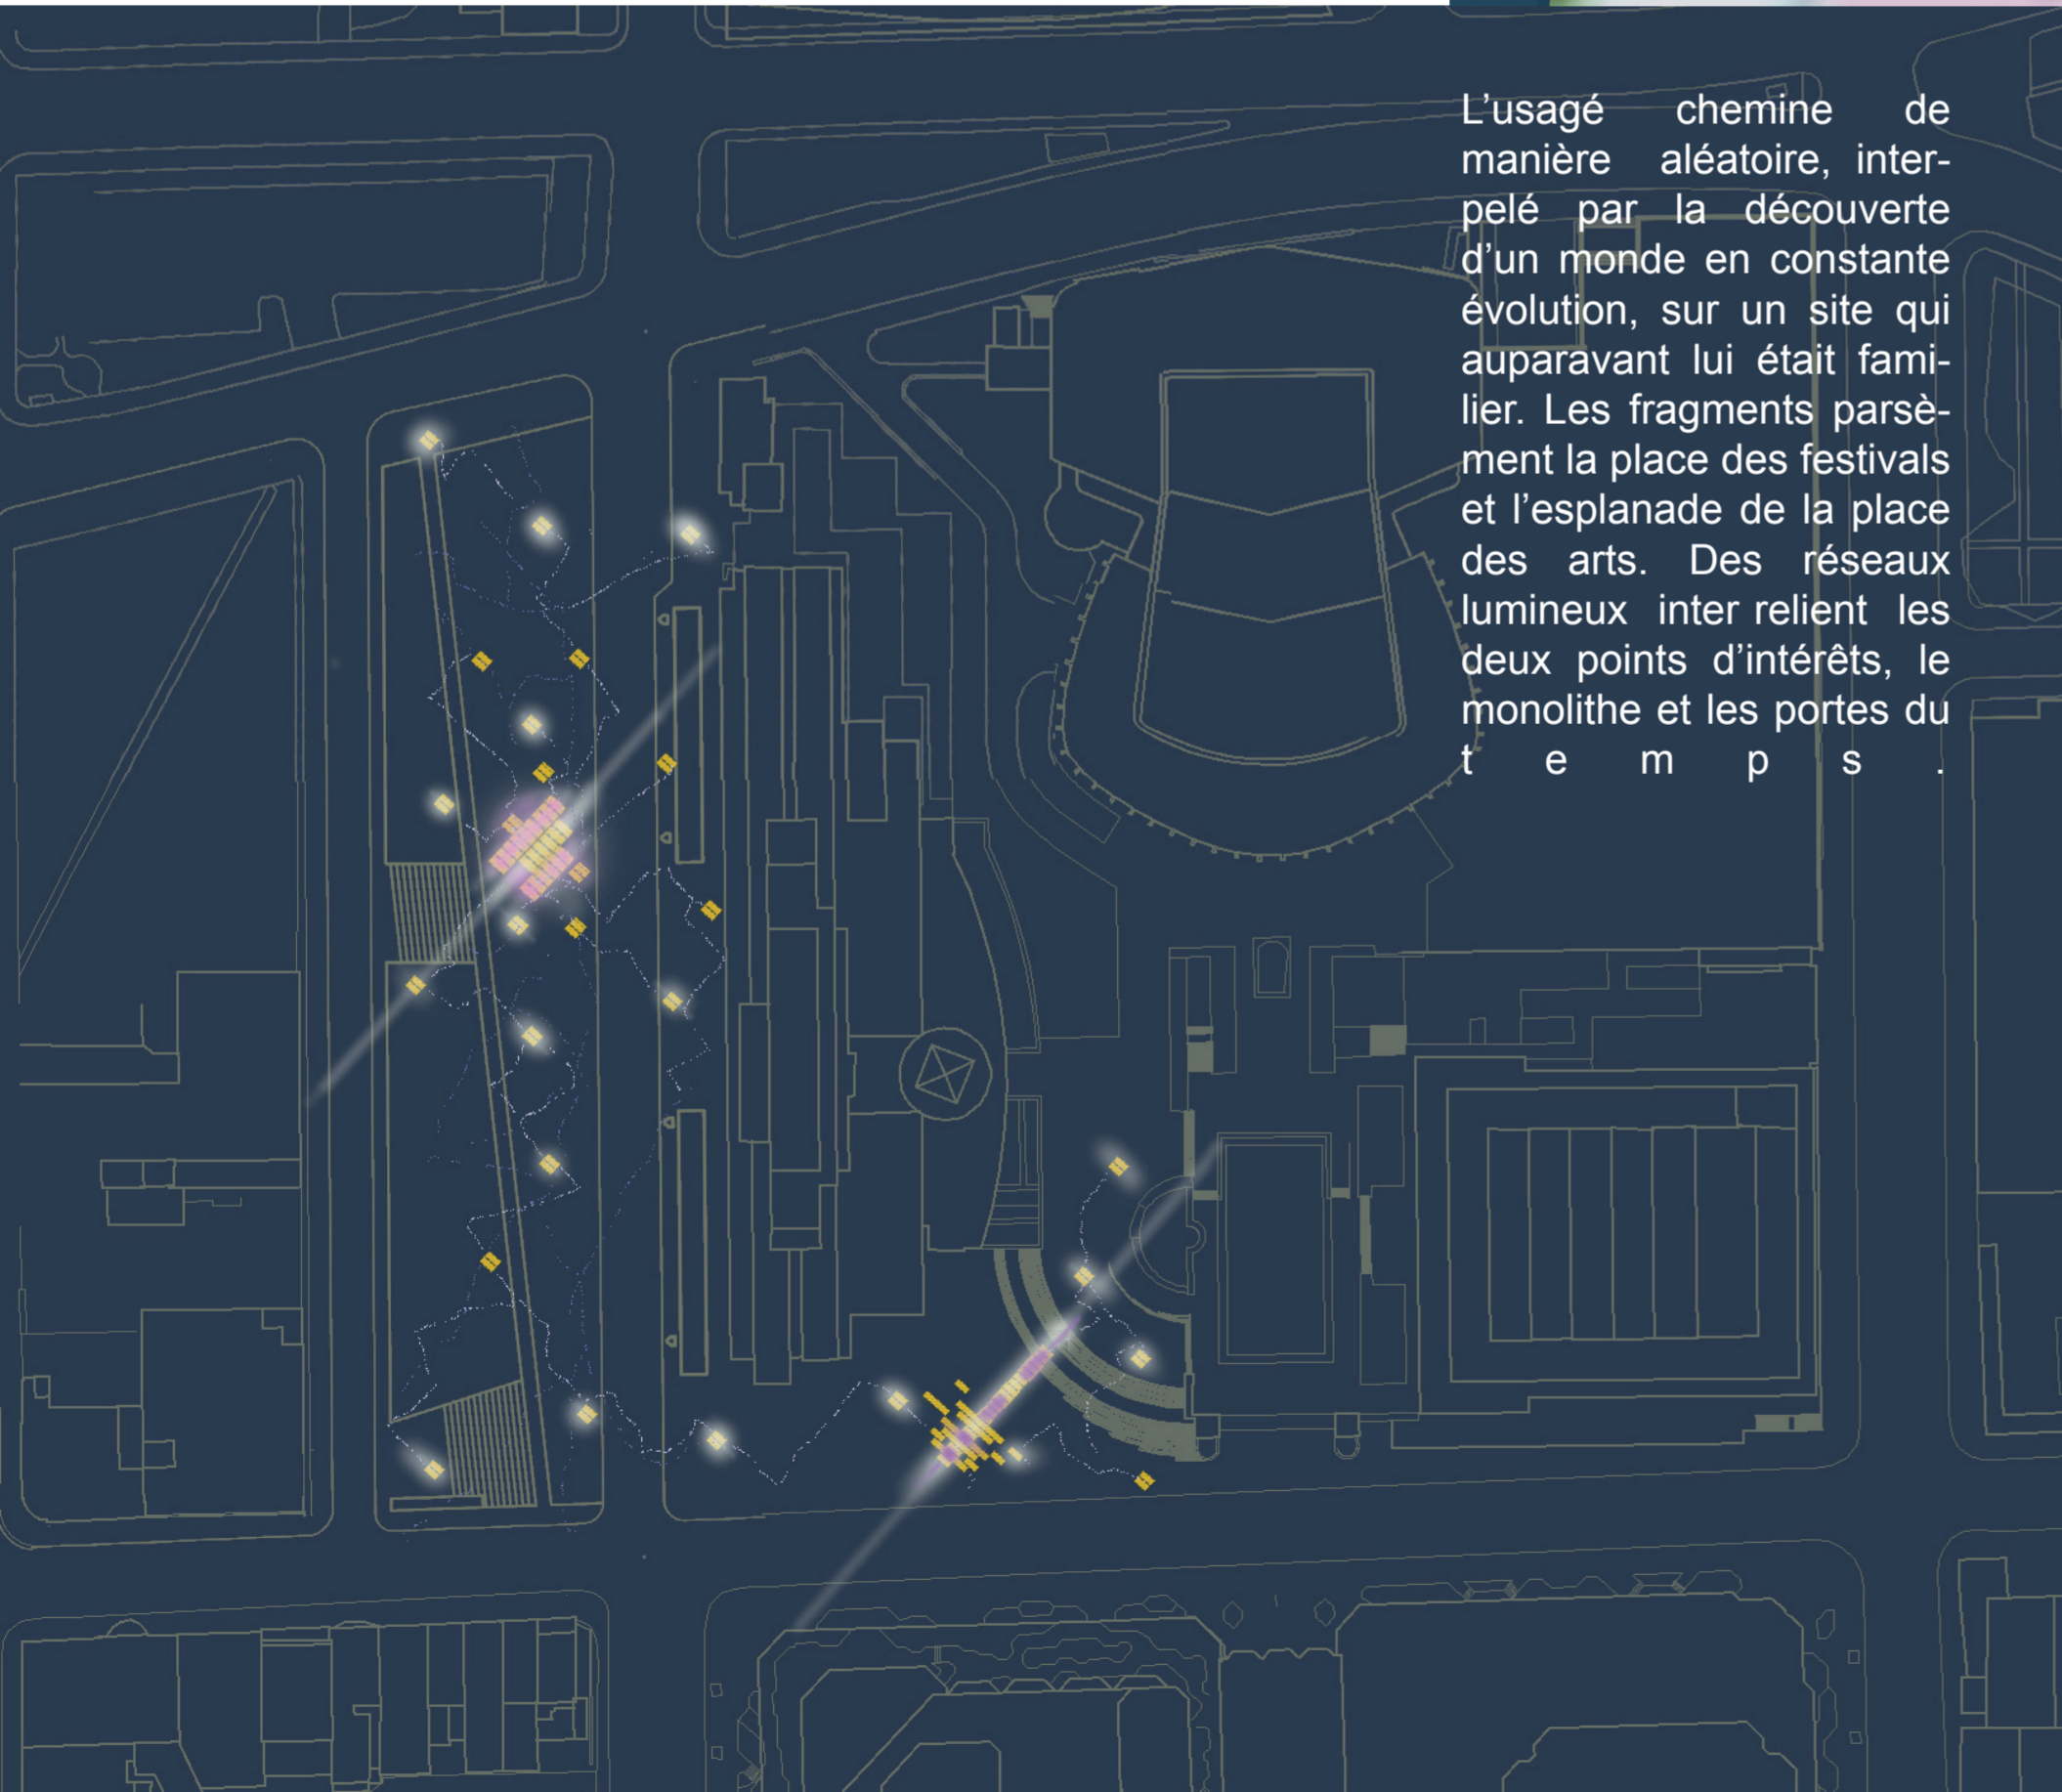 L'usagé chemine de
manière aléatoire, inter-
pelé par la découverte
d'un monde en constante
évolution, sur un site qui
auparavant lui était fami-
lier. Les fragments parsè-
ment la place des festivals
et l'esplanade de la place
des arts. Des réseaux
lumineux inter relient les
deux points d'intérêts, le
monolithe et les portes du
t e m p s .